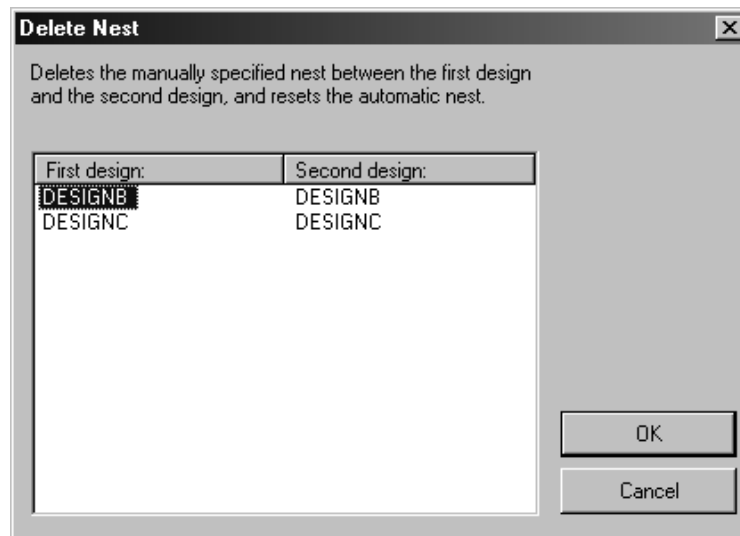 Delete Nest
Deletes the manually specified nest between the first design
and the second design, and resets the automatic nest.
First design: Second design:
DESIGNB DESIGNB
DESIGNC DESIGNC
OK
Cancel